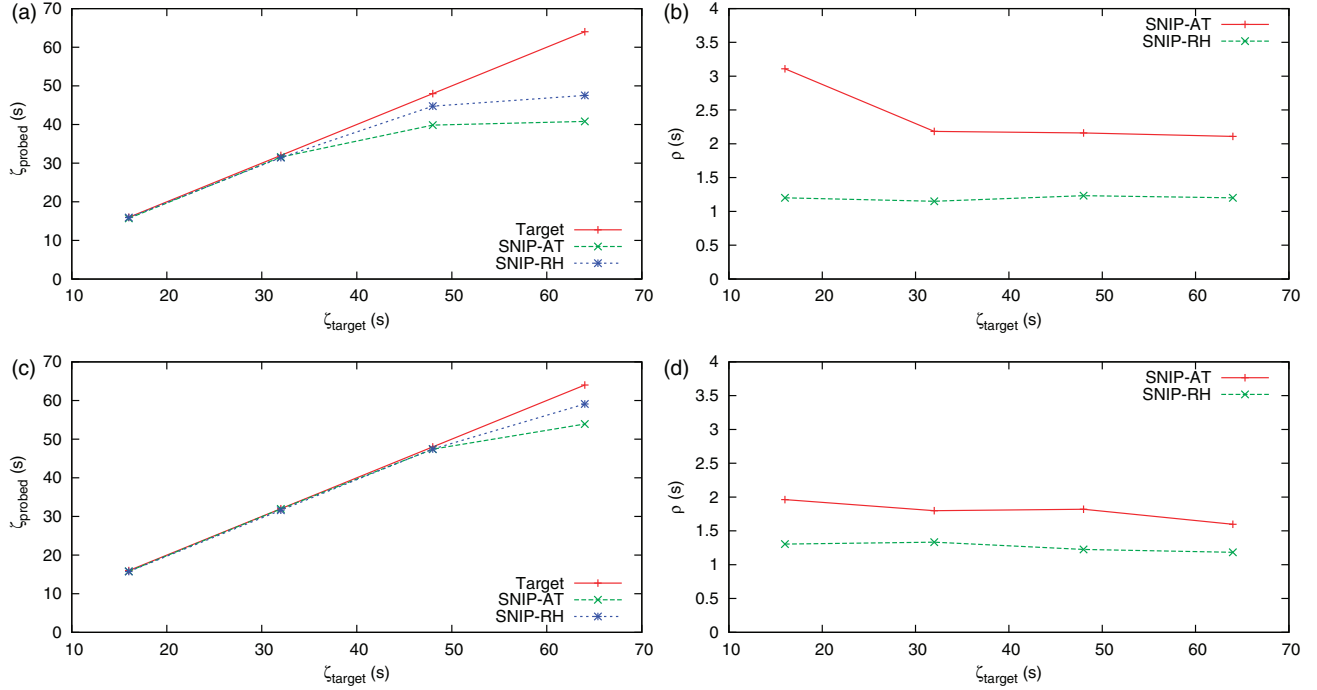 (a)
70
60
50
40
30
20
10
0
ζprobed (s)
Target
SNIP-AT
SNIP-RH
10 20 30 40 50 60 70
ζtarget (s)
(b)
4
3.5
3
2.5
2
1.5
1
0.5
0
ρ (s)
SNIP-AT
SNIP-RH
10 20 30 40 50 60 70
ζtarget (s)
(c)
70
60
50
40
30
20
10
0
ζprobed (s)
Target
SNIP-AT
SNIP-RH
10 20 30 40 50 60 70
ζtarget (s)
(d)
4
3.5
3
2.5
2
1.5
1
0.5
0
ρ (s)
SNIP-AT
SNIP-RH
10 20 30 40 50 60 70
ζtarget (s)